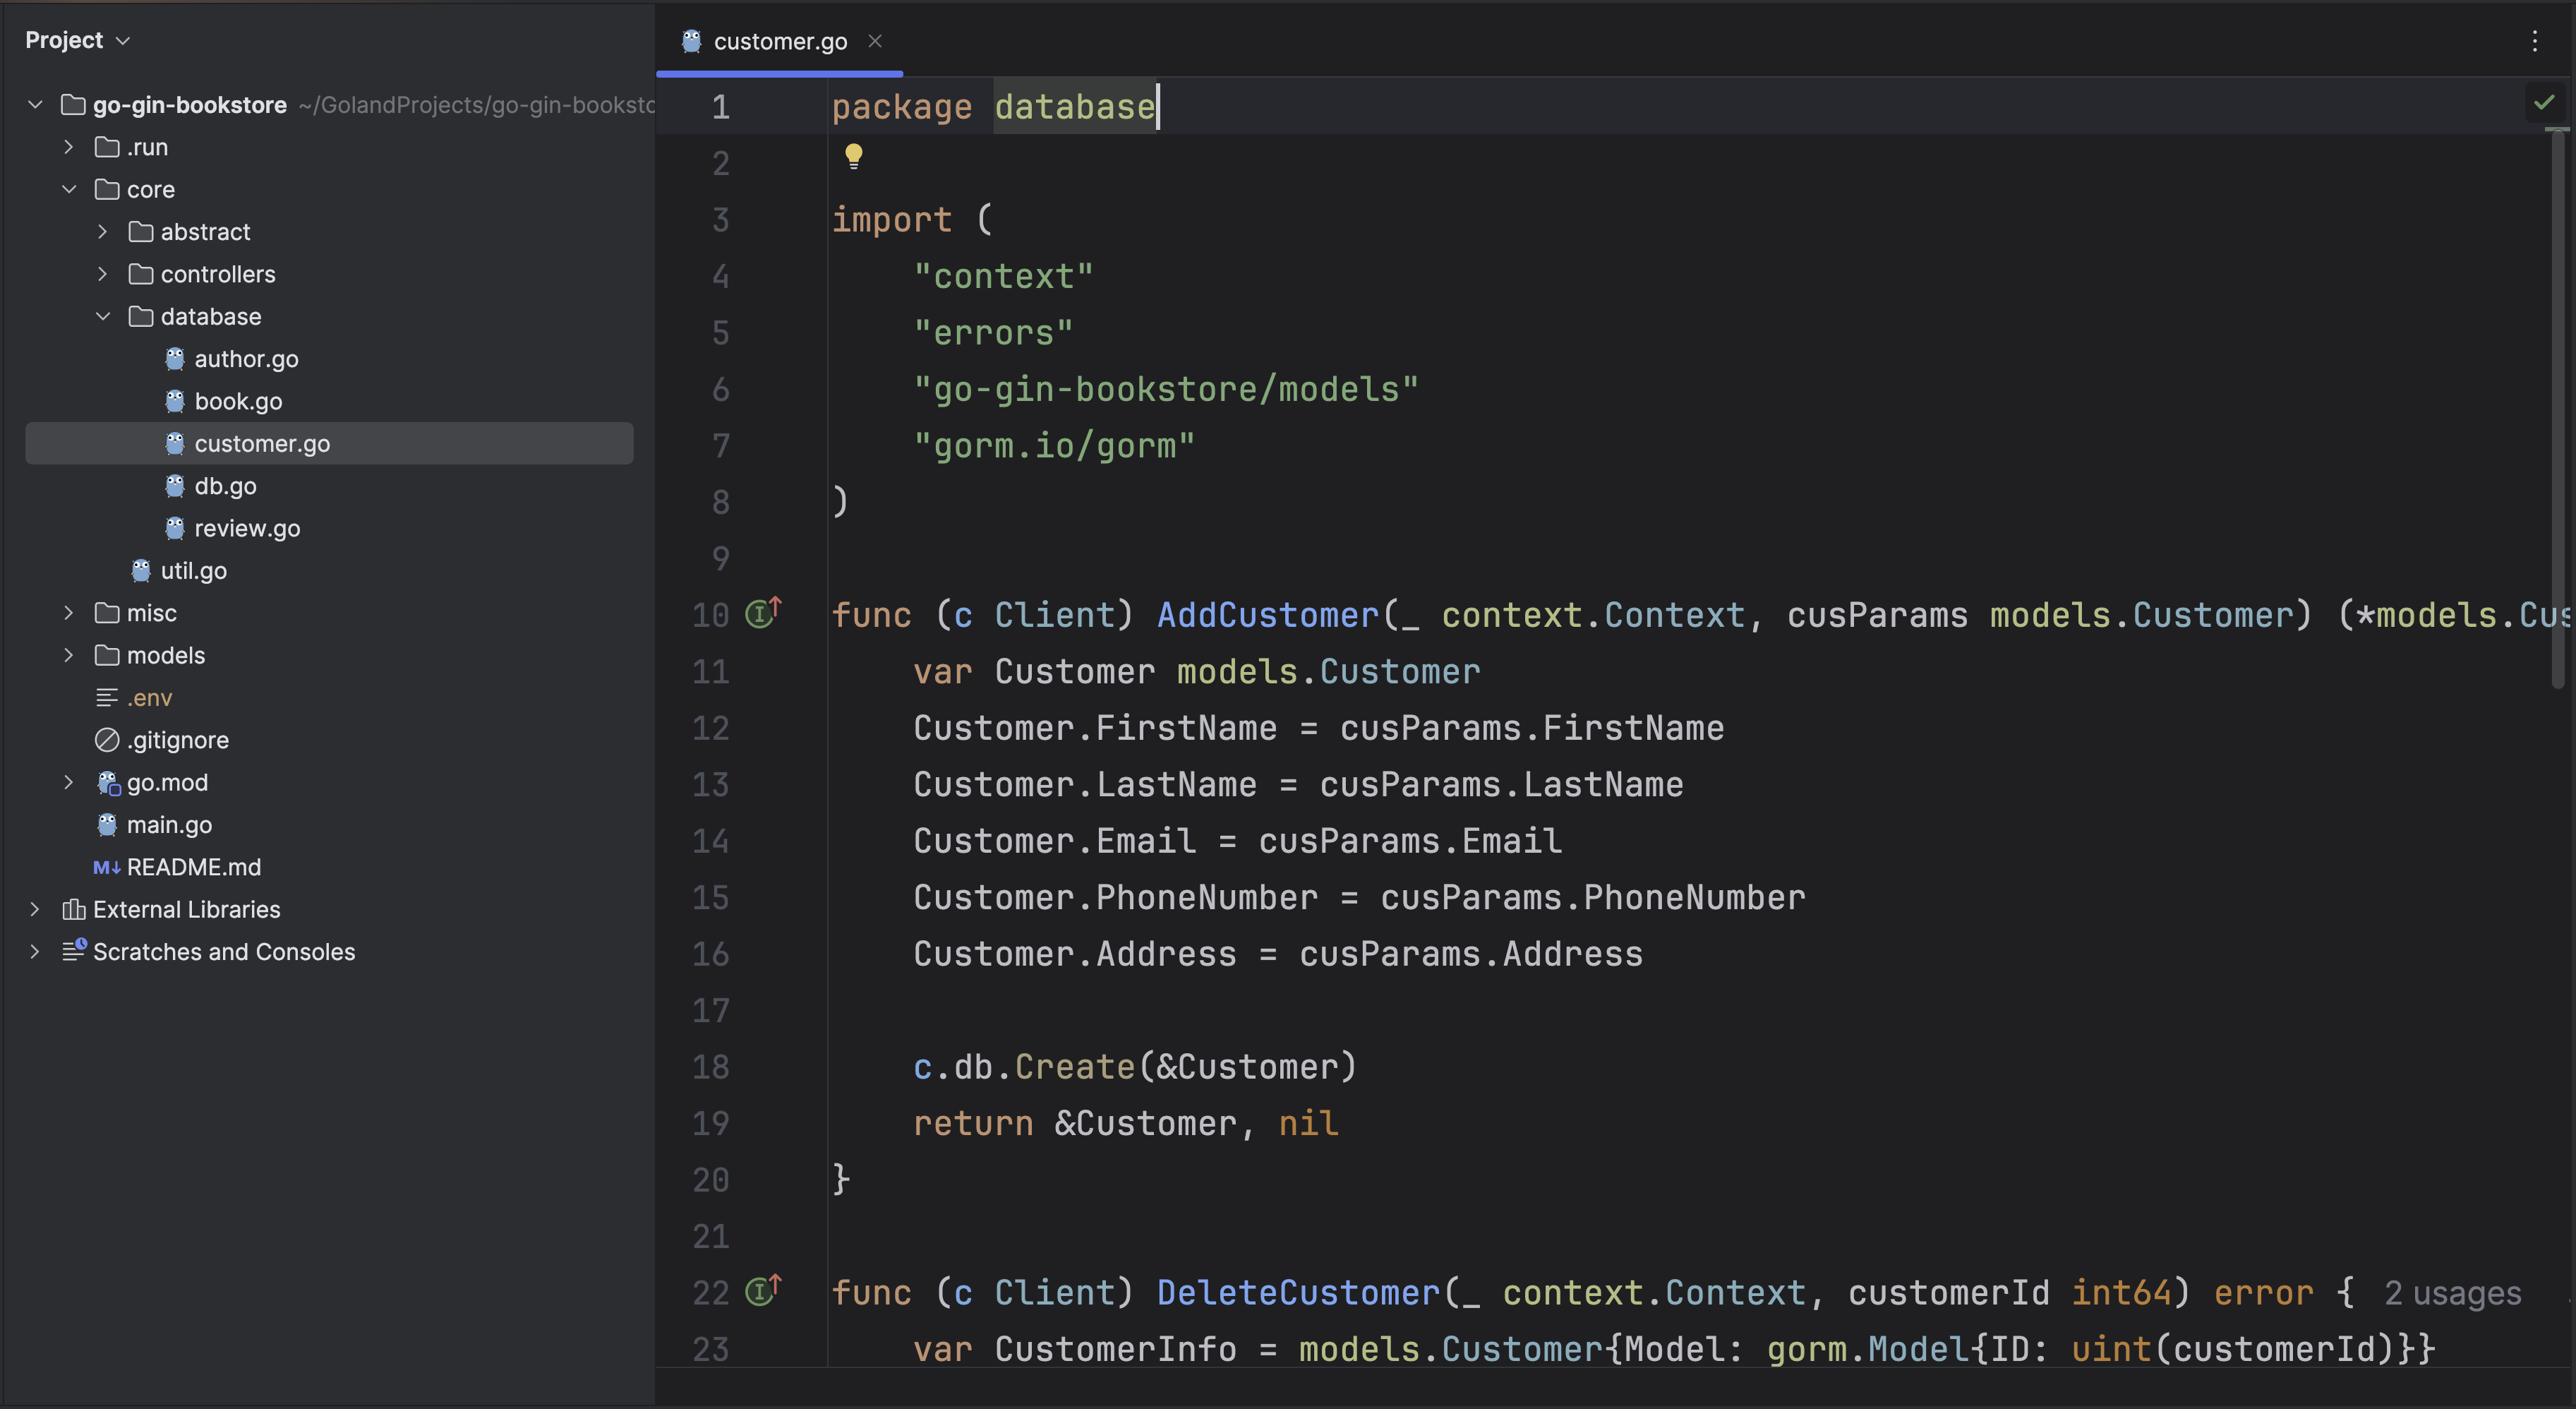 Project
go-gin-bookstore ~/GolandProjects/go-gin-booksto
.run
core
abstract
controllers
database
author.go
book.go
customer.go
db.go
review.go
util.go
misc
models
.env
.gitignore
go.mod
main.go
M↓ README.md
External Libraries
Scratches and Consoles
customer.go
1 package database
2
3 import (
4 "context"
5 "errors"
6 "go-gin-bookstore/models"
7 "gorm.io/gorm"
8 )
9
10 func (c Client) AddCustomer(_ context.Context, cusParams models.Customer) (*models.Cus
11 var Customer models.Customer
12 Customer.FirstName = cusParams.FirstName
13 Customer.LastName = cusParams.LastName
14 Customer.Email = cusParams.Email
15 Customer.PhoneNumber = cusParams.PhoneNumber
16 Customer.Address = cusParams.Address
17
18 c.db.Create(&Customer)
19 return &Customer, nil
20 }
21
22 func (c Client) DeleteCustomer(_ context.Context, customerId int64) error { 2 usages
23 var CustomerInfo = models.Customer{Model: gorm.Model{ID: uint(customerId)}}